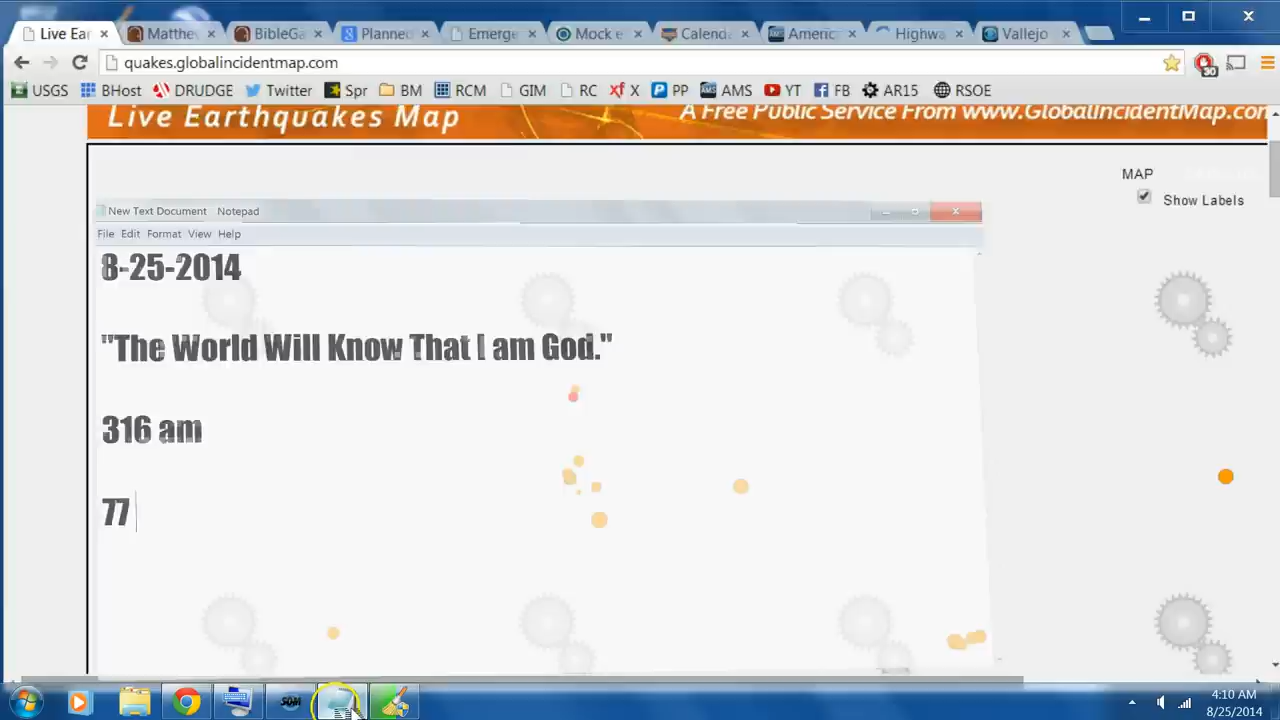 Live Ear
Matthe
BibleGa
Planne
Emerge
Mock e
Calenda
Americ
Highwa
Vallejo
quakes.globalincidentmap.com
30
USGS
BHost
DRUDGE
Twitter
Spr
BM
RCM
GIM
RC
X
PP
AMS
YT
FB
AR15
RSOE
Live Earthquakes Map
A Free Public Service From www.GlobalIncidentMap.com
MAP
Show Labels
New Text Document Notepad
File Edit Format View Help
8-25-2014
"The World Will Know That I am God."
316 am
77
SQM
4:10 AM
8/25/2014